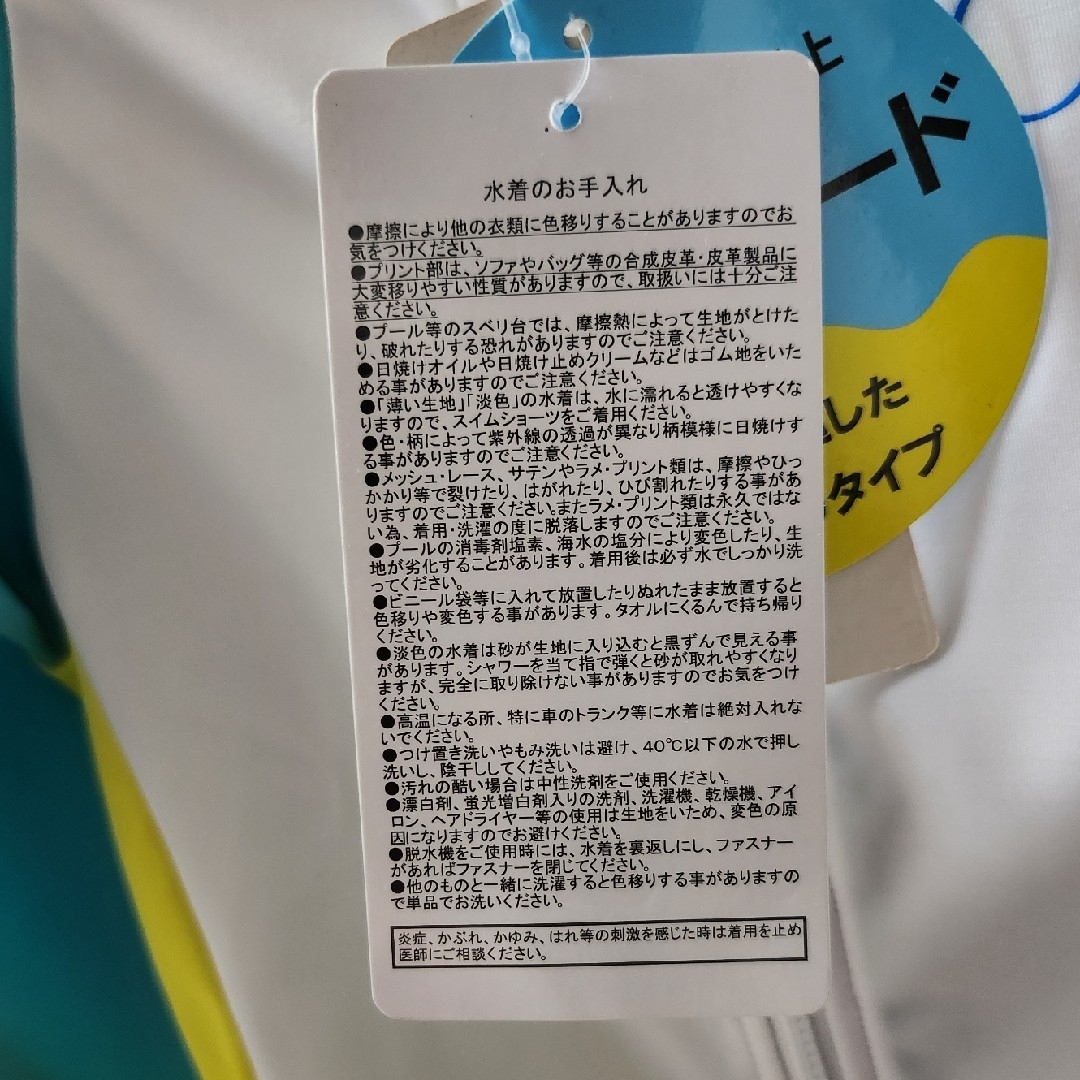 水着のお手入れ
●摩擦により他の衣類に色移りすることがありますのでお
気をつけください。
●プリント部は、ソファやバッグ等の合成皮革・皮革製品に
大変移りやすい性質がありますので、取扱いには十分ご注
意ください。
●プール等のスベリ台では、摩擦熱によって生地がとけた
り、破れたりする恐れがありますのでご注意ください。
●日焼けオイルや日焼け止めクリームなどはゴム地をいた
める事がありますのでご注意ください。
●「薄い生地」「淡色」の水着は、水に濡れると透けやすくな
りますので、スイムショーツをご着用ください。
●色・柄によって紫外線の透過が異なり柄模様に日焼けす
る事がありますのでご注意ください。
●メッシュ・レース、サテンやラメ・プリント類は、摩擦やひっ
かかり等で裂けたり、はがれたり、ひび割れたりする事があ
りますのでご注意ください。またラメ・プリント類は永久ではな
い為、着用・洗濯の度に脱落しますのでご注意ください。
●プールの消毒剤塩素、海水の塩分により変色したり、生
地が劣化することがあります。着用後は必ず水でしっかり洗
ってください。
●ビニール袋等に入れて放置したりぬれたまま放置すると
色移りや変色する事があります。タオルにくるんで持ち帰り
ください。
●淡色の水着は砂が生地に入り込むと黒ずんで見える事
があります。シャワーを当て指で弾くと砂が取れやすくなり
ますが、完全に取り除けない事がありますのでお気をつけ
ください。
●高温になる所、特に車のトランク等に水着は絶対入れな
いでください。
●つけ置き洗いやもみ洗いは避け、40℃以下の水で押し
洗いし、陰干ししてください。
●汚れの酷い場合は中性洗剤をご使用ください。
●漂白剤、蛍光増白剤入りの洗剤、洗濯機、乾燥機、アイ
ロン、ヘアドライヤー等の使用は生地をいため、変色の原
因になりますのでお避けください。
●脱水機をご使用時には、水着を裏返しにし、ファスナー
があればファスナーを閉じてください。
●他のものと一緒に洗濯すると色移りする事がありますの
で単品でお洗いください。
炎症、かぶれ、かゆみ、はれ等の刺激を感じた時は着用を止め
医師にご相談ください。
上
ード
した
タイプ